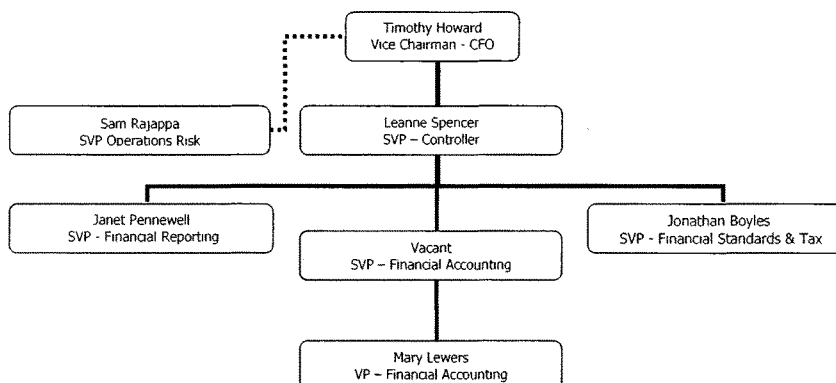 Timothy Howard
Vice Chairman - CFO
Sam Rajappa
SVP Operations Risk
Leanne Spencer
SVP – Controller
Janet Pennewell
SVP - Financial Reporting
Vacant
SVP – Financial Accounting
Jonathan Boyles
SVP - Financial Standards & Tax
Mary Lewers
VP – Financial Accounting